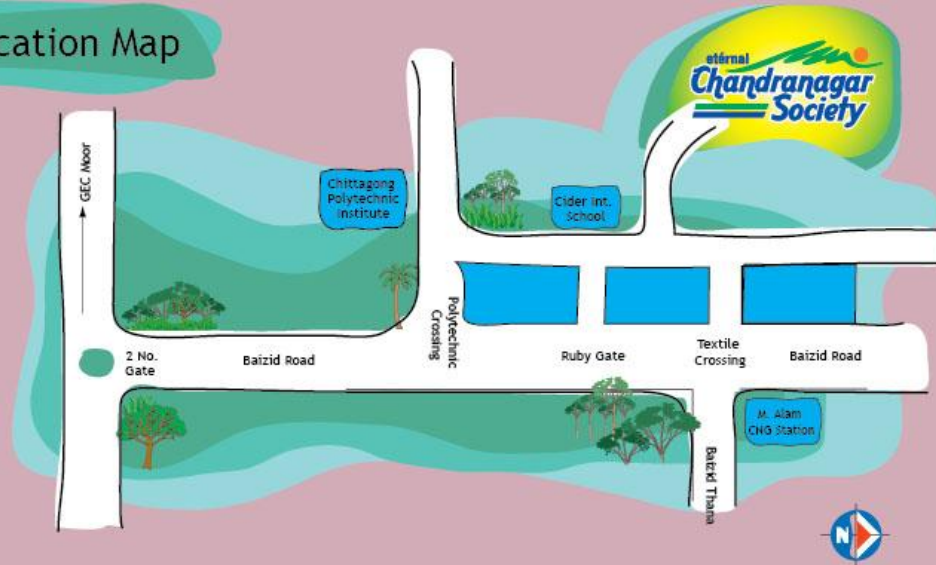 cation Map
etérnal
Chandranagar
Society
GEC Moor
Chittagong
Polytechnic
Institute
Cider Int.
School
Polytechnic
Crossing
2 No.
Gate
Baizid Road
Ruby Gate
Textile
Crossing
Baizid Road
M. Alam
CNG Station
Baizid Thana
N